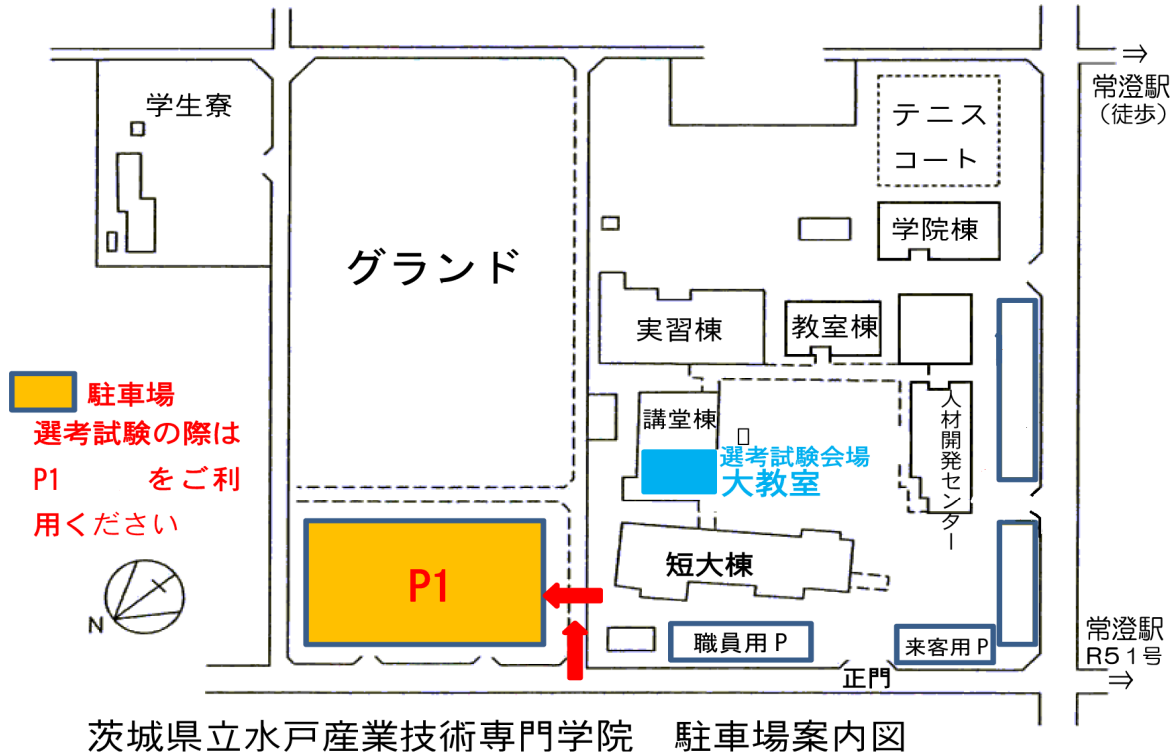 ⇒
常澄駅
（徒歩）
学生寮
テニス
コート
学院棟
グランド
実習棟
教室棟
駐車場
選考試験の際は
P1 をご利
用ください
講堂棟
人材開発センター
選考試験会場
大教室
短大棟
P1
N
職員用P
来客用P
常澄駅
R51号
⇒
正門
茨城県立水戸産業技術専門学院 駐車場案内図